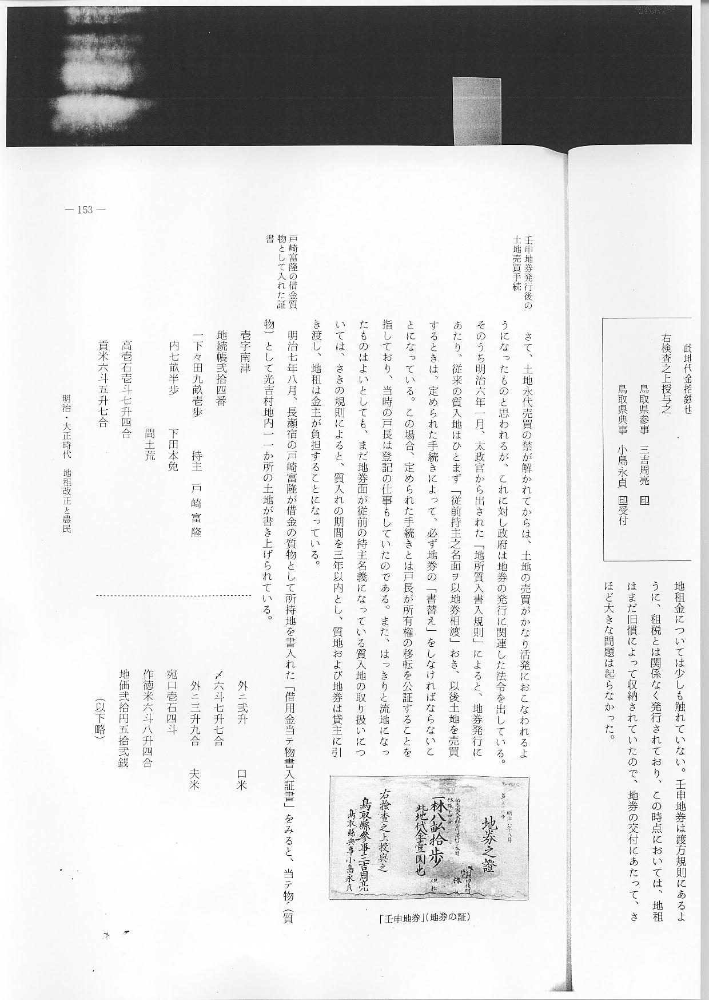 此地代金拾銭也
右検査之上授与之
鳥取県参事　三吉周亮　印
鳥取県典事　小島永貞　印受付
地租金については少しも触れていない。壬申地券は渡方規則にあるよ
うに、租税とは関係なく発行されており、この時点においては、地租
はまだ旧慣によって収納されていたので、地券の交付にあたって、さ
ほど大きな問題は起らなかった。
壬申地券発行後の
土地売買手続
さて、土地永代売買の禁が解かれてからは、土地の売買がかなり活発におこなわれるよ
うになったものと思われるが、これに対し政府は地券の発行に関連した法令を出している。
そのうち明治六年一月、太政官から出された「地所質入書入規則」によると、地券発行に
あたり、従来の質入地はひとまず「従前持主之名面ヲ以地券相渡」おき、以後土地を売買
するときは、定められた手続きによって、必ず地券の「書替え」をしなければならないこ
とになっている。この場合、定められた手続きとは戸長が所有権の移転を公証することを
指しており、当時の戸長は登記の仕事もしていたのである。また、はっきりと流地になっ
たものはよいとしても、まだ地券面が従前の持主名義になっている質入地の取り扱いにつ
いては、さきの規則によると、質入れの期間を三年以内とし、質地および地券は貸主に引
き渡し、地租は金主が負担することになっている。
地券之證
明治六年八月
一林八畝拾歩
此地代金壹圓也
右檢査之上授與之
鳥取縣參事三吉周亮
鳥取縣典事小島永貞
「壬申地券」（地券の証）
戸崎富隆の借金質
物として入れた証
書
明治七年八月、長瀬宿の戸崎富隆が借金の質物として所持地を書入れた「借用金当テ物書入証書」をみると、当テ物（質
物）として光吉村地内一一か所の土地が書き上げられている。
壱字南津
地続帳弐拾四番
一下々田九畝壱歩　持主　戸崎富隆
内七畝半歩　下田本免
間土荒
高壱石壱斗七升四合
貢米六斗五升七合
外ニ弐升　口米
外ニ三升九合　夫米
〆六斗七升七合
宛口壱石四斗
作徳米六斗八升四合
地価弐拾円五拾弐銭
（以下略）
明治・大正時代　地租改正と農民
― 153 ―